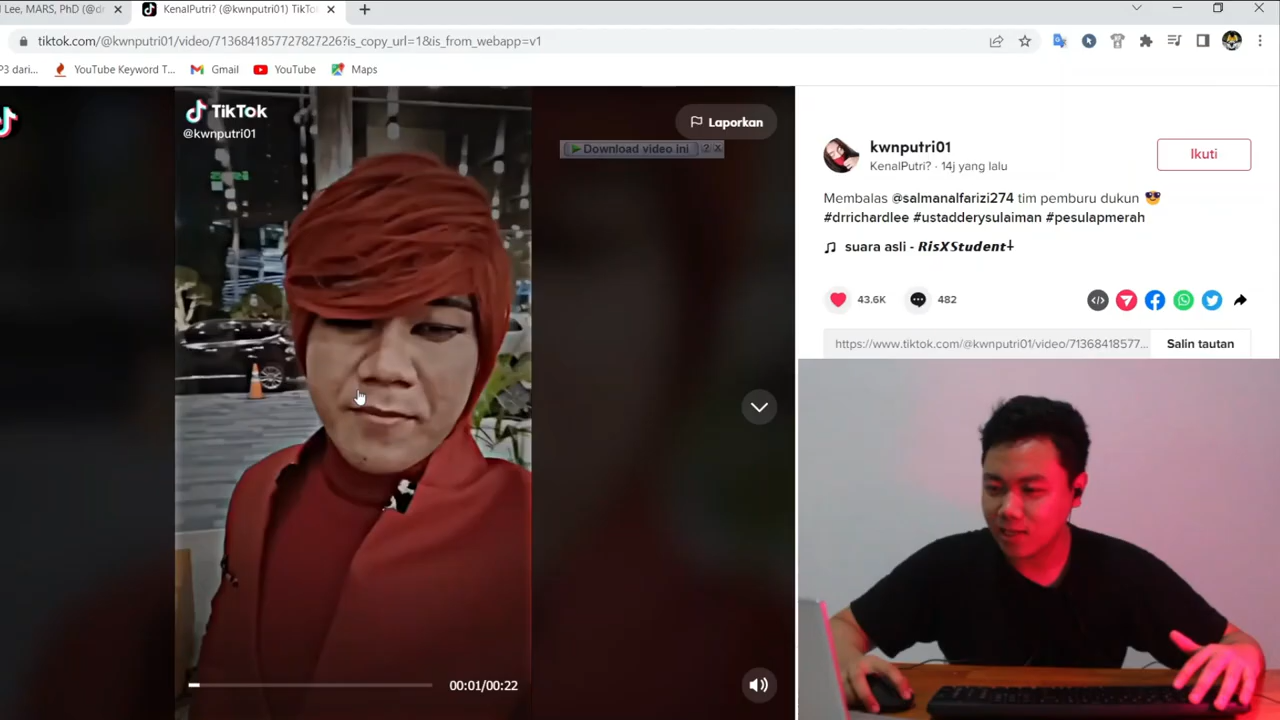 Lee, MARS, PhD (@dr
KenalPutri? (@kwnputri01) TikTo
tiktok.com/@kwnputri01/video/7136841857727827226?is_copy_url=1&is_from_webapp=v1
P3 dari...
YouTube Keyword T...
Gmail
YouTube
Maps
TikTok
@kwnputri01
Laporkan
Download video ini
?
kwnputri01
Ikuti
KenalPutri? · 14j yang lalu
Membalas @salmanalfarizi274 tim pemburu dukun
#drrichardlee #ustadderysulaiman #pesulapmerah
suara asli - RisXStudent
43.6K
482
https://www.tiktok.com/@kwnputri01/video/71368418577...
Salin tautan
00:01/00:22